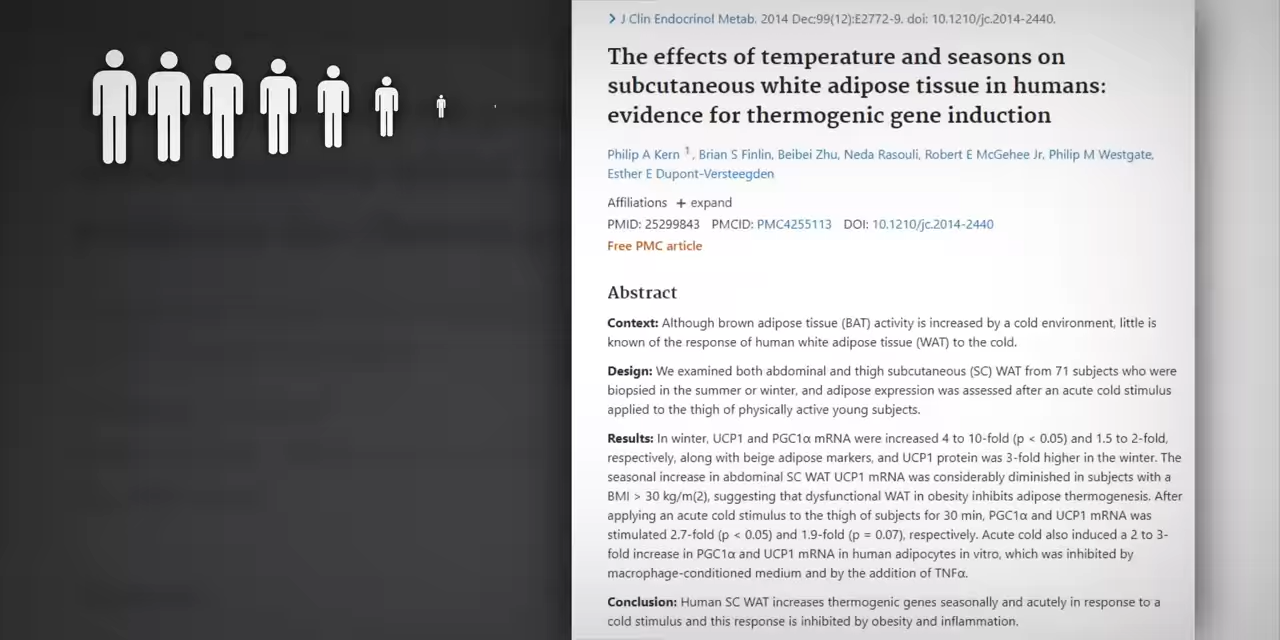 J Clin Endocrinol Metab. 2014 Dec;99(12):E2772-9. doi: 10.1210/jc.2014-2440.
The effects of temperature and seasons on
subcutaneous white adipose tissue in humans:
evidence for thermogenic gene induction
Philip A Kern 1, Brian S Finlin, Beibei Zhu, Neda Rasouli, Robert E McGehee Jr, Philip M Westgate,
Esther E Dupont-Versteegden
Affiliations + expand
PMID: 25299843 PMCID: PMC4255113 DOI: 10.1210/jc.2014-2440
Free PMC article
Abstract
Context: Although brown adipose tissue (BAT) activity is increased by a cold environment, little is
known of the response of human white adipose tissue (WAT) to the cold.
Design: We examined both abdominal and thigh subcutaneous (SC) WAT from 71 subjects who were
biopsied in the summer or winter, and adipose expression was assessed after an acute cold stimulus
applied to the thigh of physically active young subjects.
Results: In winter, UCP1 and PGC1α mRNA were increased 4 to 10-fold (p < 0.05) and 1.5 to 2-fold,
respectively, along with beige adipose markers, and UCP1 protein was 3-fold higher in the winter. The
seasonal increase in abdominal SC WAT UCP1 mRNA was considerably diminished in subjects with a
BMI > 30 kg/m(2), suggesting that dysfunctional WAT in obesity inhibits adipose thermogenesis. After
applying an acute cold stimulus to the thigh of subjects for 30 min, PGC1α and UCP1 mRNA was
stimulated 2.7-fold (p < 0.05) and 1.9-fold (p = 0.07), respectively. Acute cold also induced a 2 to 3-
fold increase in PGC1α and UCP1 mRNA in human adipocytes in vitro, which was inhibited by
macrophage-conditioned medium and by the addition of TNFα.
Conclusion: Human SC WAT increases thermogenic genes seasonally and acutely in response to a
cold stimulus and this response is inhibited by obesity and inflammation.